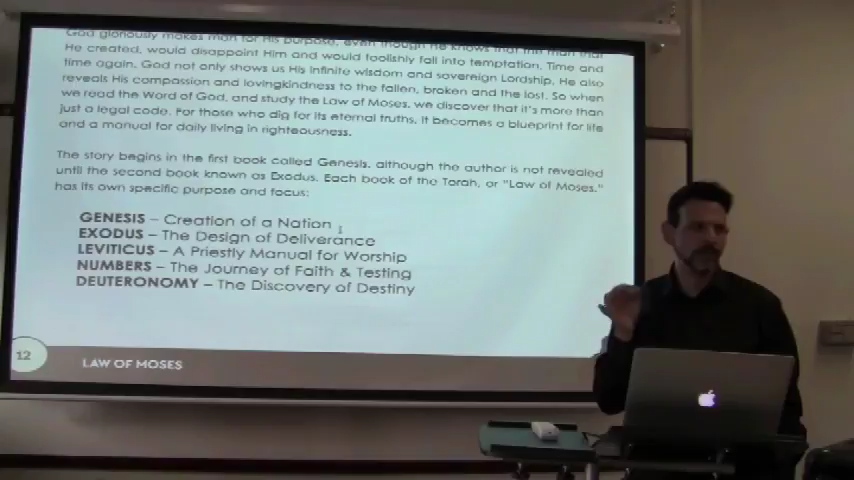 God gloriously makes man for His purpose, even though He knows that the man that
He created, would disappoint Him and would foolishly fall into temptation. Time and
time again, God not only shows us His infinite wisdom and sovereign Lordship, He also
reveals His compassion and lovingkindness to the fallen, broken and the lost. So when
we read the Word of God, and study the Law of Moses, we discover that it's more than
just a legal code. For those who dig for its eternal truths, it becomes a blueprint for life
and a manual for daily living in righteousness.
The story begins in the first book called Genesis, although the author is not revealed
until the second book known as Exodus. Each book of the Torah, or "Law of Moses,"
has its own specific purpose and focus:
GENESIS – Creation of a Nation
EXODUS – The Design of Deliverance
LEVITICUS – A Priestly Manual for Worship
NUMBERS – The Journey of Faith & Testing
DEUTERONOMY – The Discovery of Destiny
12
LAW OF MOSES